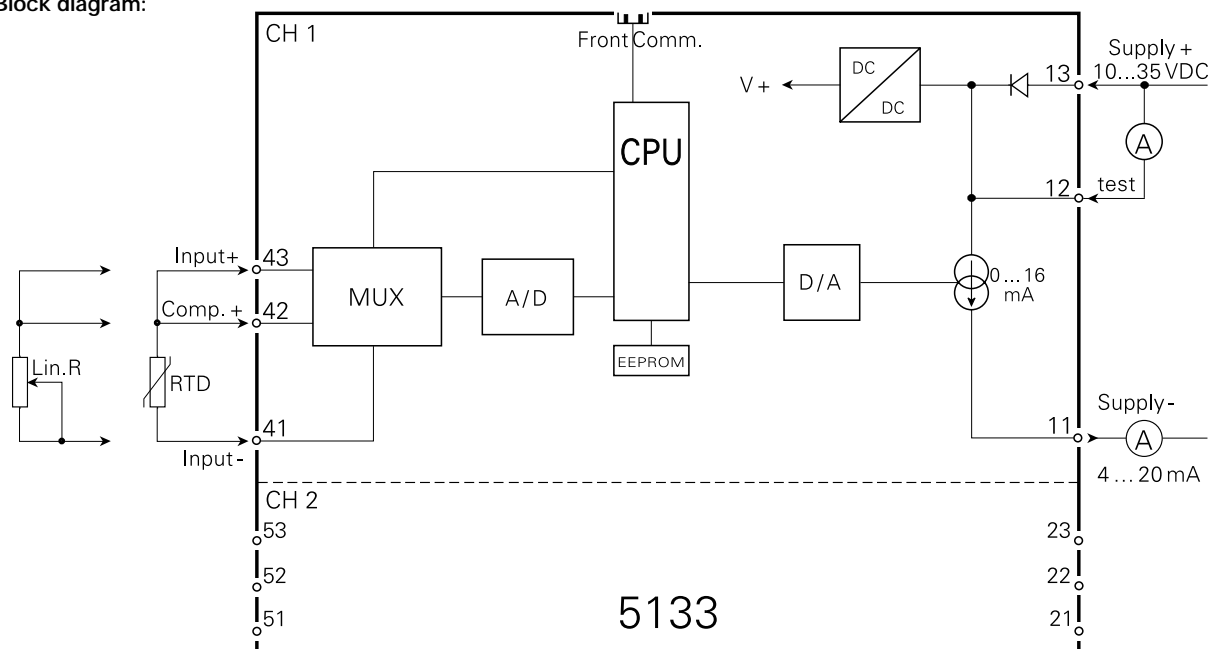 Block diagram:
CH 1
Front Comm.
Supply +
10...35 VDC
13
DC
DC
V +
CPU
A
12
test
Input+
43
MUX
A/D
D/A
0 ... 16
mA
Comp. +
42
Lin.R
RTD
EEPROM
41
Input-
Supply-
11
A
4 ... 20 mA
CH 2
53
23
52
22
51
5133
21